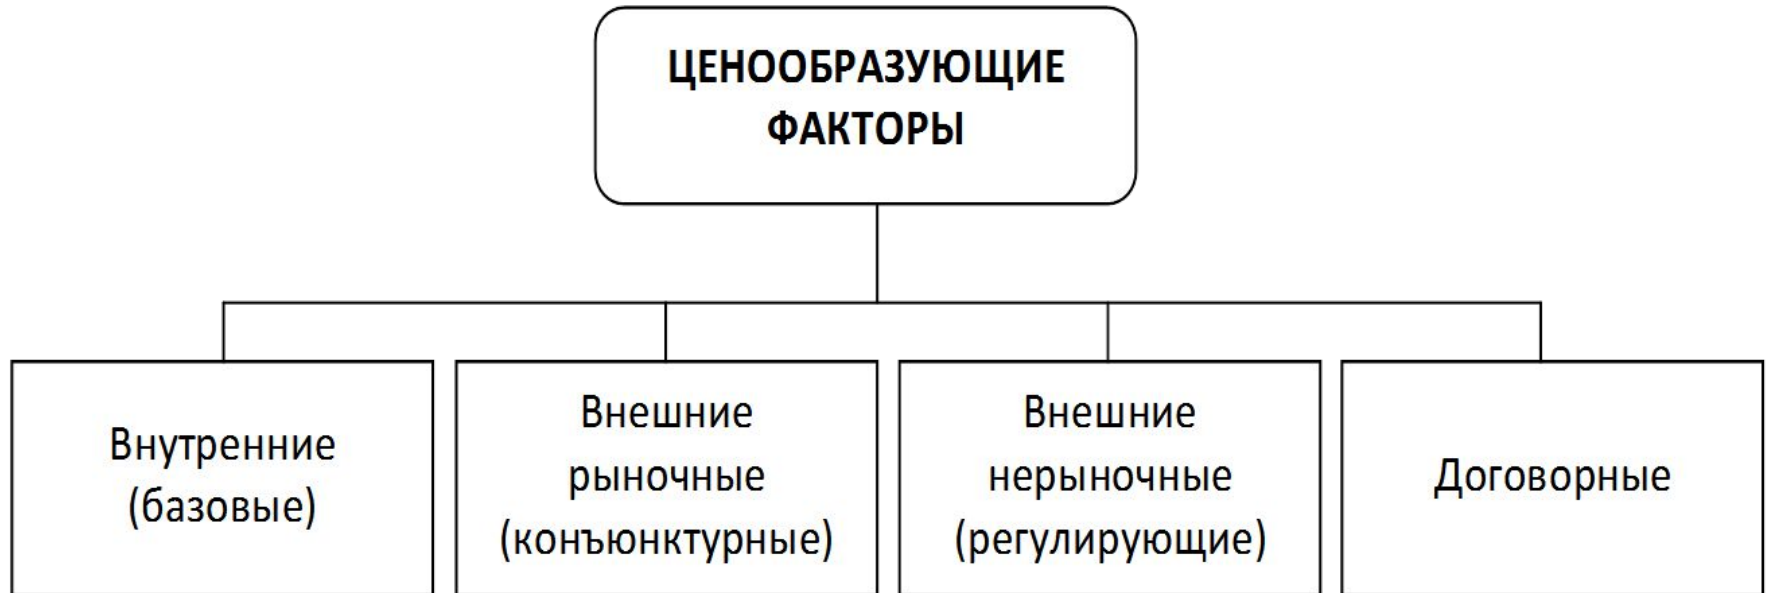 ЦЕНООБРАЗУЮЩИЕ
ФАКТОРЫ
Внутренние
(базовые)
Внешние
рыночные
(конъюнктурные)
Внешние
нерыночные
(регулирующие)
Договорные